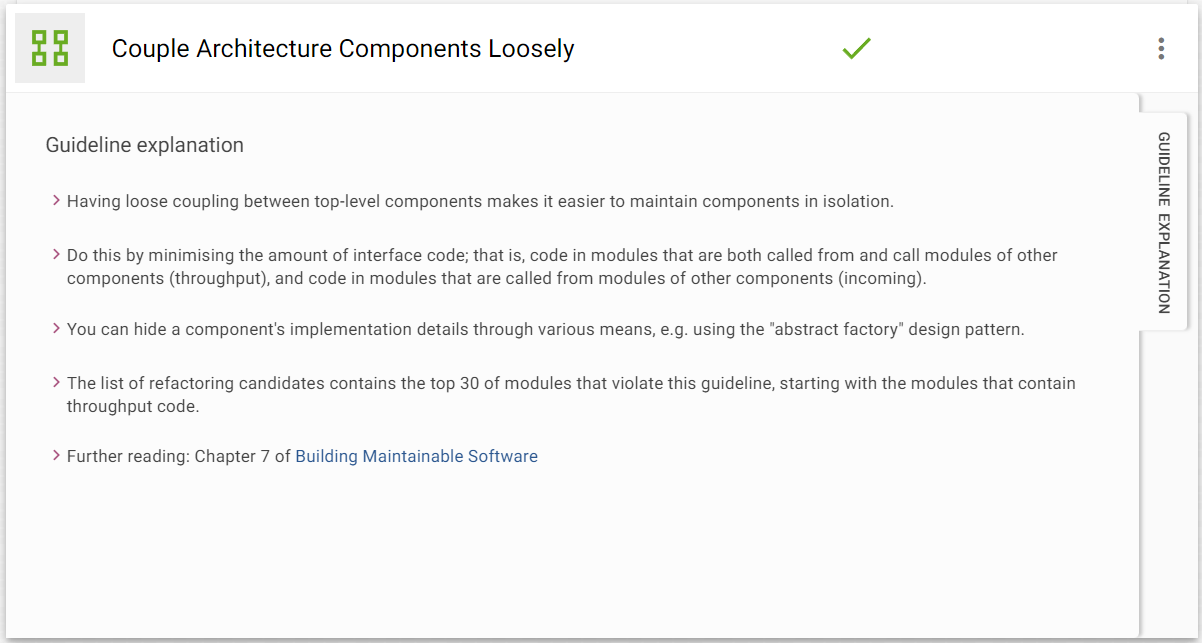 Couple Architecture Components Loosely
Guideline explanation
Having loose coupling between top-level components makes it easier to maintain components in isolation.
Do this by minimising the amount of interface code; that is, code in modules that are both called from and call modules of other
components (throughput), and code in modules that are called from modules of other components (incoming).
You can hide a component's implementation details through various means, e.g. using the "abstract factory" design pattern.
The list of refactoring candidates contains the top 30 of modules that violate this guideline, starting with the modules that contain
throughput code.
Further reading: Chapter 7 of Building Maintainable Software
GUIDELINE EXPLANATION